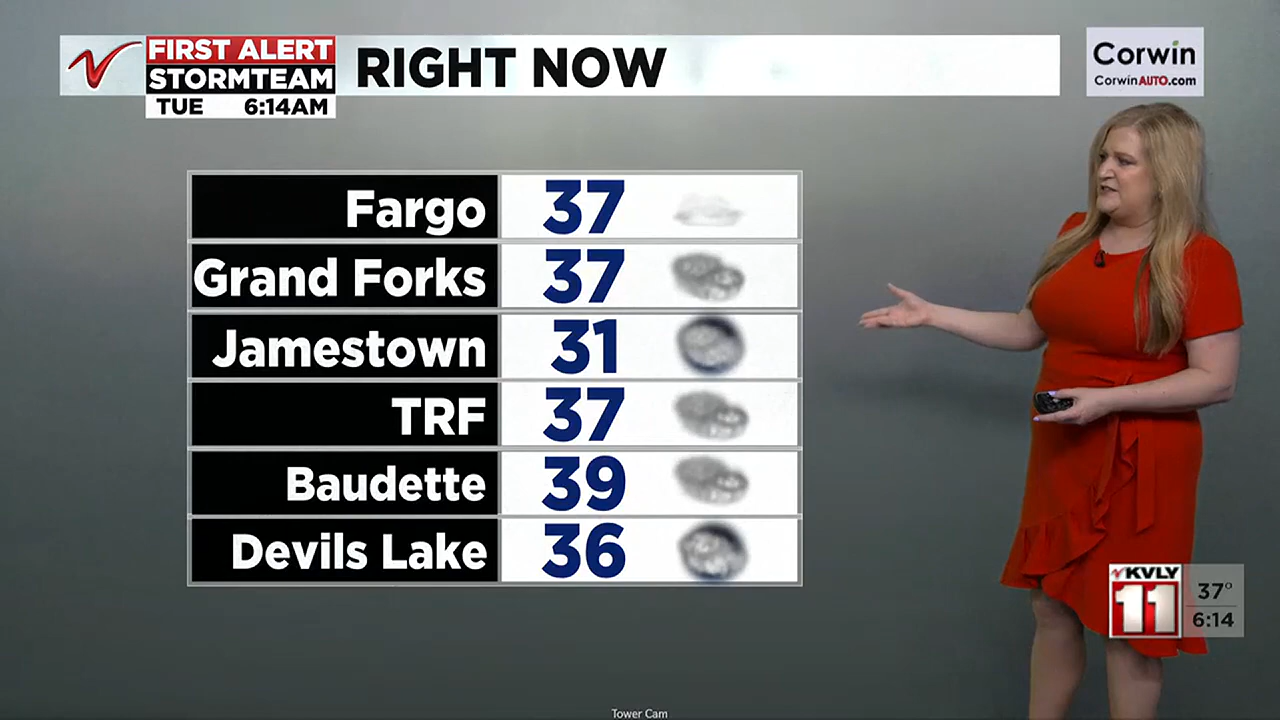 FIRST ALERT
STORMTEAM
TUE 6:14AM
RIGHT NOW
Corwin
CorwinAUTO.com
Fargo 37
Grand Forks 37
Jamestown 31
TRF 37
Baudette 39
Devils Lake 36
KVLY
11
37°
6:14
Tower Cam